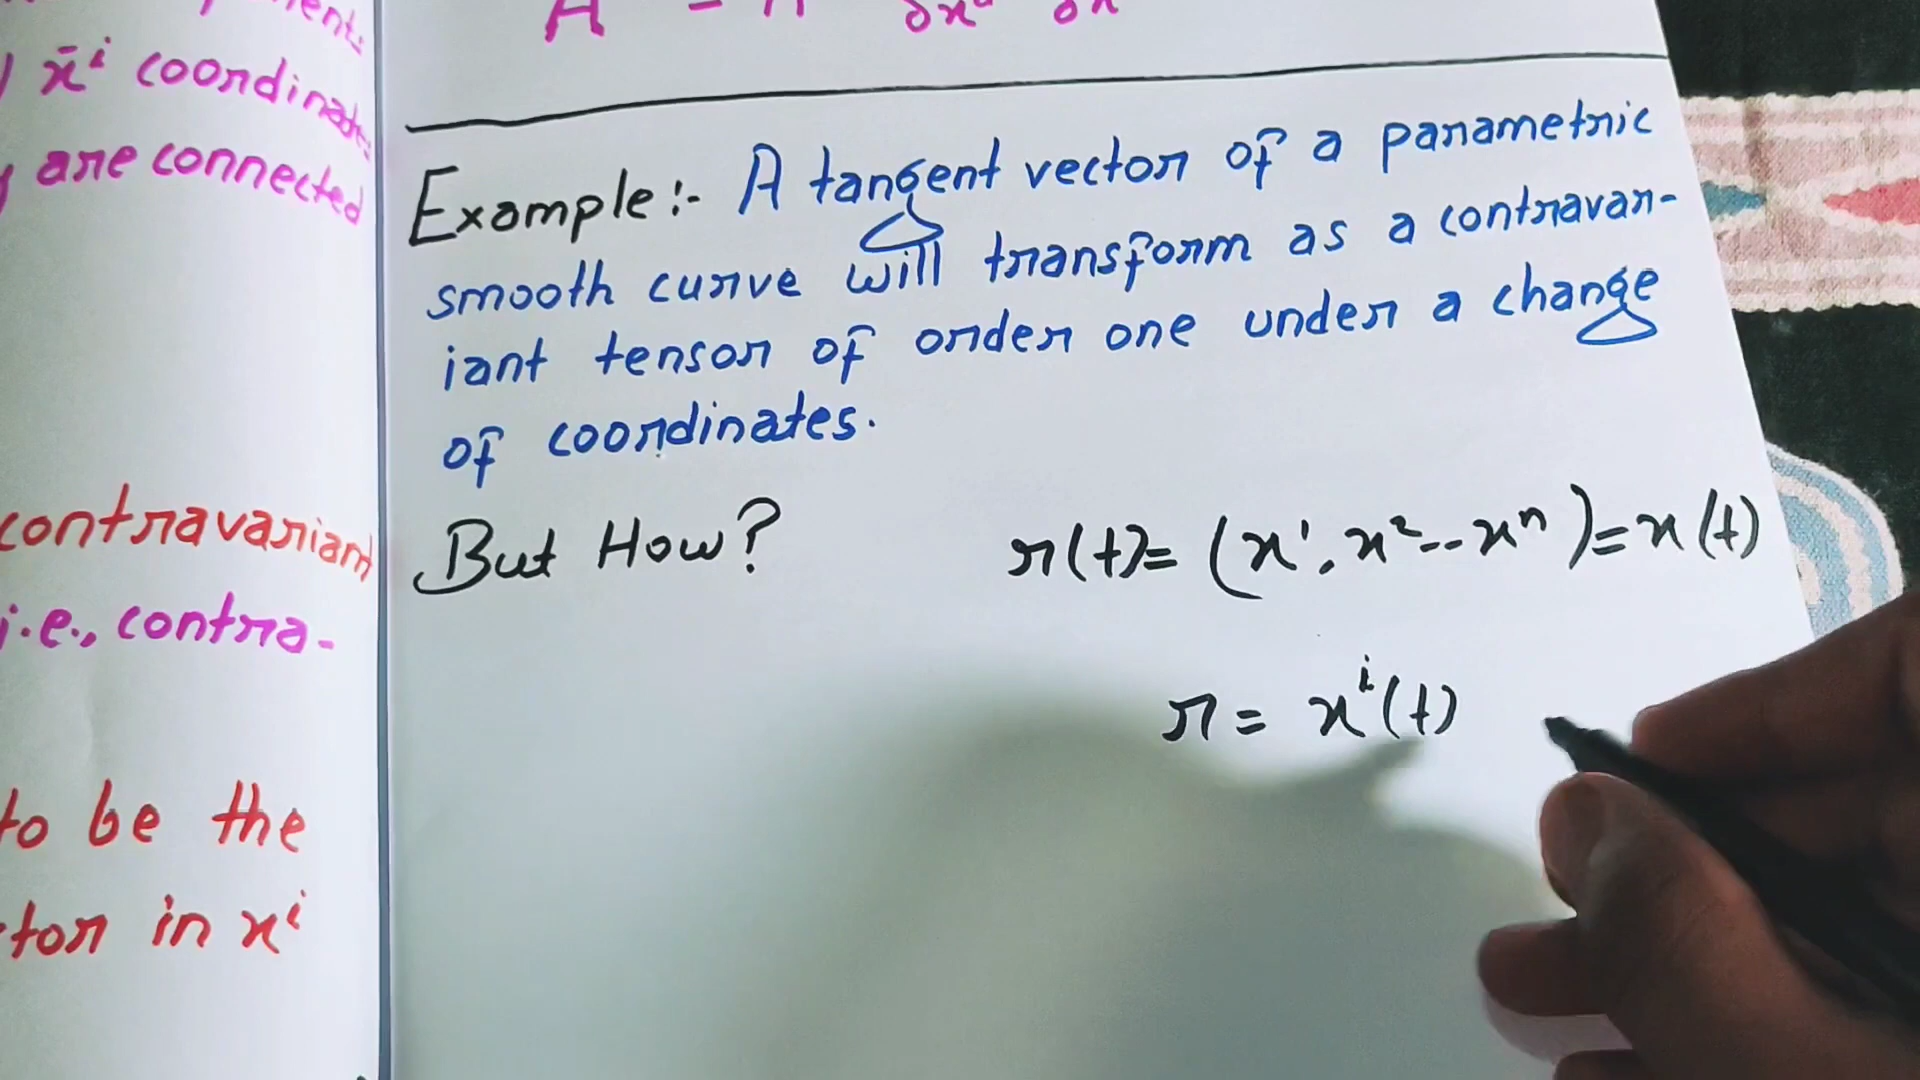 x̄ⁱ coordinate
are connected
contravariant
i.e., contra-
to be the
tor in xⁱ
Example:- A tangent vector of a parametric
smooth curve will transform as a contravar-
iant tensor of order one under a change
of coordinates.
But How?
r(t)= (x¹, x²--xⁿ)=x(t)
r= xⁱ(t)